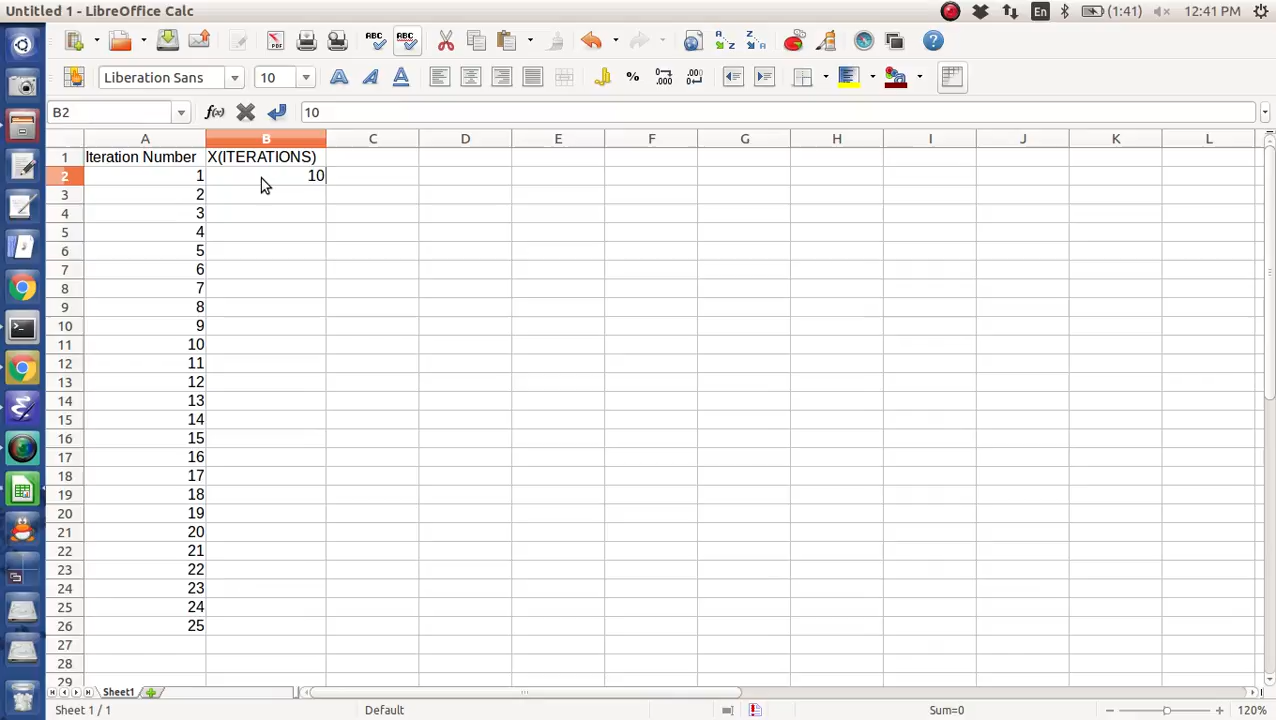 Untitled 1 - LibreOffice Calc
En
(1:41)
12:41 PM
Liberation Sans
10
B2
10
A B C D E F G H I J K L
1 Iteration Number X(ITERATIONS)
2 1 10
3 2
4 3
5 4
6 5
7 6
8 7
9 8
10 9
11 10
12 11
13 12
14 13
15 14
16 15
17 16
18 17
19 18
20 19
21 20
22 21
23 22
24 23
25 24
26 25
27
28
29
Sheet1
Sheet 1 / 1
Default
Sum=0
120%